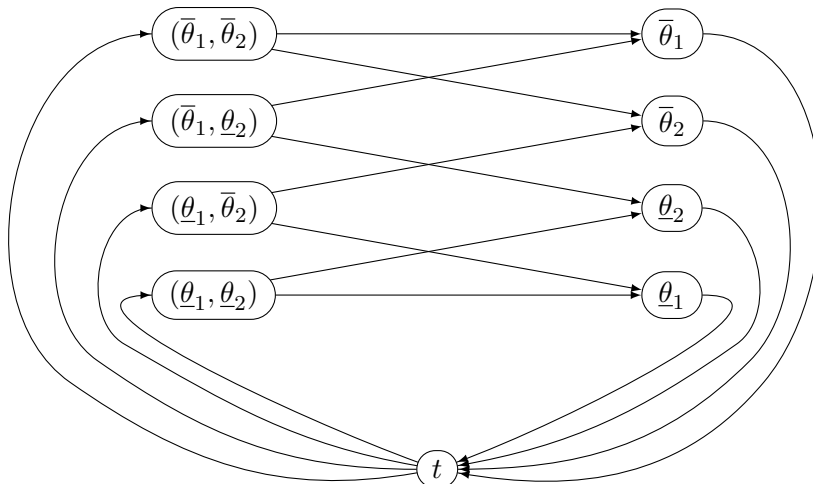 (θ̅₁, θ̅₂) θ̅₁
(θ̅₁, θ̲₂) θ̅₂
(θ̲₁, θ̅₂) θ̲₂
(θ̲₁, θ̲₂) θ̲₁
t